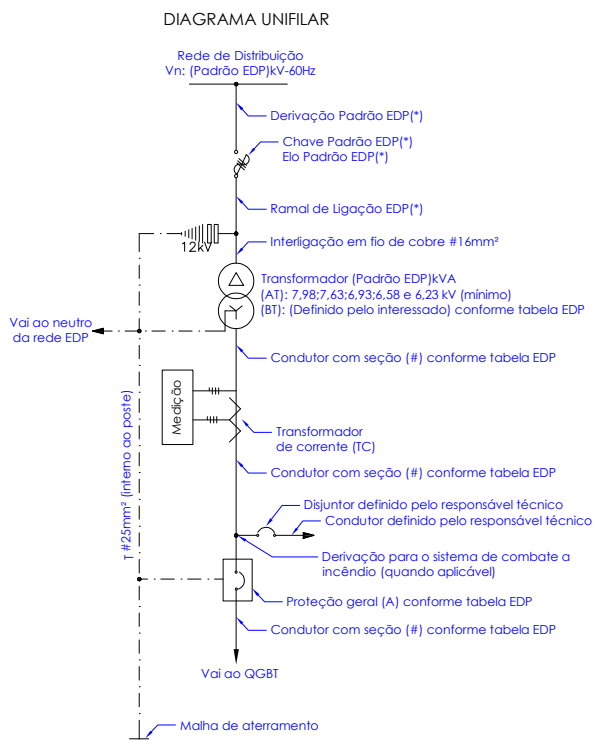 DIAGRAMA UNIFILAR
Rede de Distribuição
Vn: (Padrão EDP)kV-60Hz
Derivação Padrão EDP(*)
Chave Padrão EDP(*)
Elo Padrão EDP(*)
Ramal de Ligação EDP(*)
12kV
Interligação em fio de cobre #16mm²
Transformador (Padrão EDP)kVA
(AT): 7,98;7,63;6,93;6,58 e 6,23 kV (mínimo)
(BT): (Definido pelo interessado) conforme tabela EDP
Vai ao neutro
da rede EDP
Condutor com seção (#) conforme tabela EDP
Medição
Transformador
de corrente (TC)
Condutor com seção (#) conforme tabela EDP
T #25mm² (interno ao poste)
Disjuntor definido pelo responsável técnico
Condutor definido pelo responsável técnico
Derivação para o sistema de combate a
incêndio (quando aplicável)
Proteção geral (A) conforme tabela EDP
Condutor com seção (#) conforme tabela EDP
Vai ao QGBT
Malha de aterramento